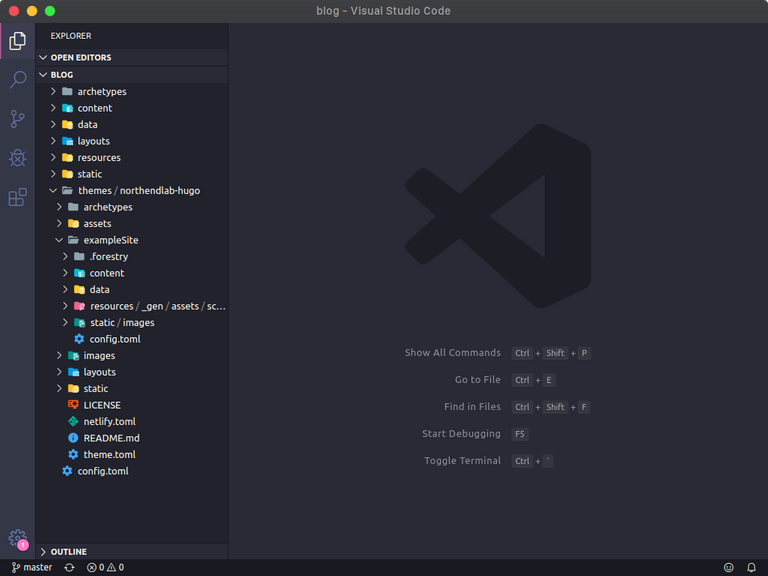 blog - Visual Studio Code
EXPLORER
OPEN EDITORS
BLOG
archetypes
content
data
layouts
resources
static
themes / northendlab-hugo
archetypes
assets
exampleSite
.forestry
content
data
resources / _gen / assets / sc...
static / images
config.toml
images
layouts
static
LICENSE
netlify.toml
README.md
theme.toml
config.toml
Show All Commands Ctrl + Shift + P
Go to File Ctrl + E
Find in Files Ctrl + Shift + F
Start Debugging F5
Toggle Terminal Ctrl + `
1
OUTLINE
master 0 0